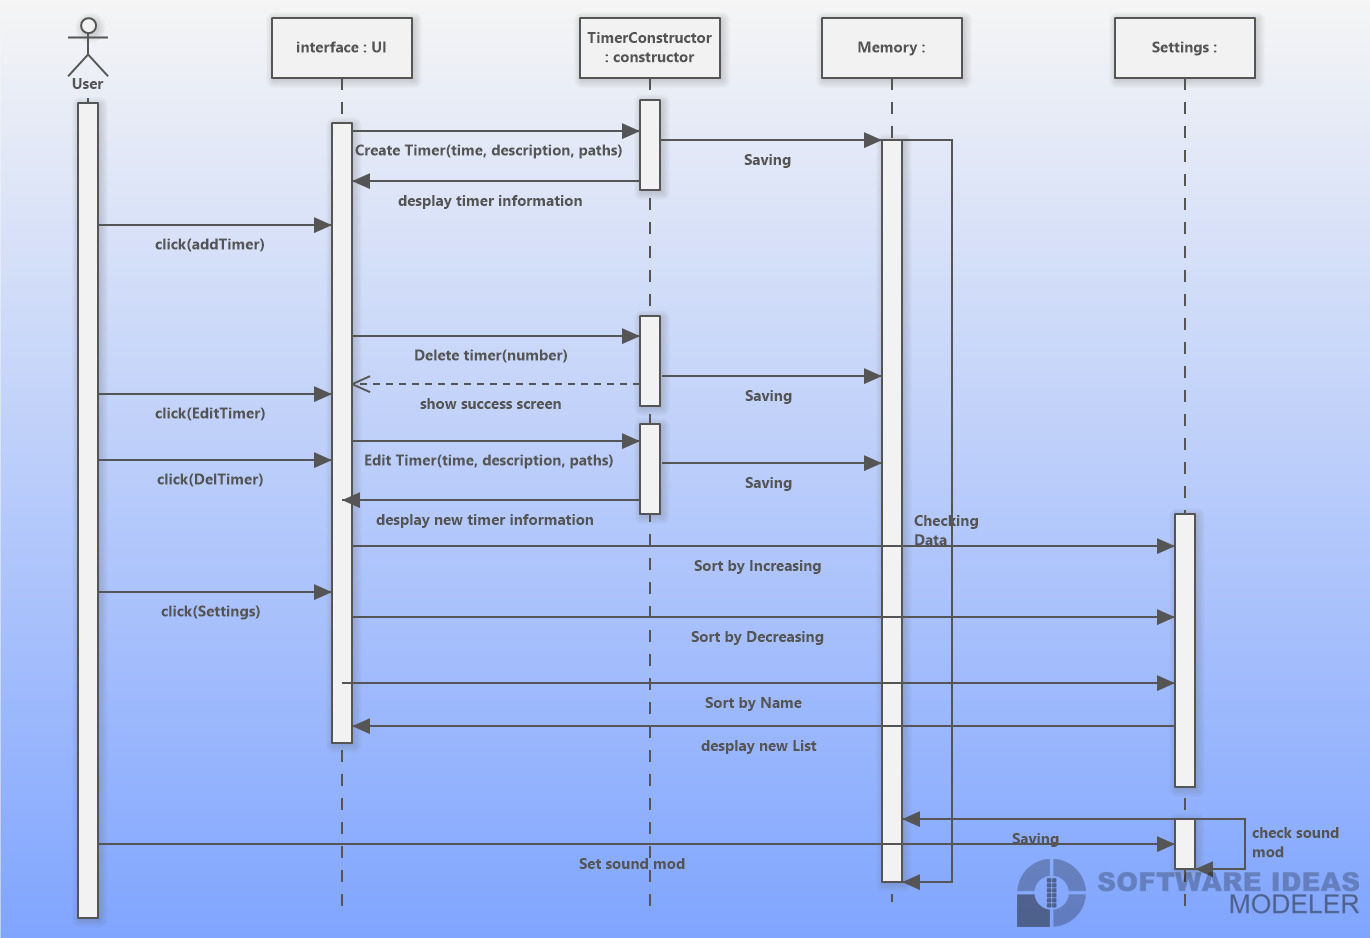 User
interface : UI
TimerConstructor
: constructor
Memory :
Settings :
Create Timer(time, description, paths)
Saving
desplay timer information
click(addTimer)
Delete timer(number)
Saving
show success screen
click(EditTimer)
Edit Timer(time, description, paths)
click(DelTimer)
Saving
desplay new timer information
Checking
Data
Sort by Increasing
click(Settings)
Sort by Decreasing
Sort by Name
desplay new List
Saving
check sound
mod
Set sound mod
SOFTWARE IDEAS
MODELER